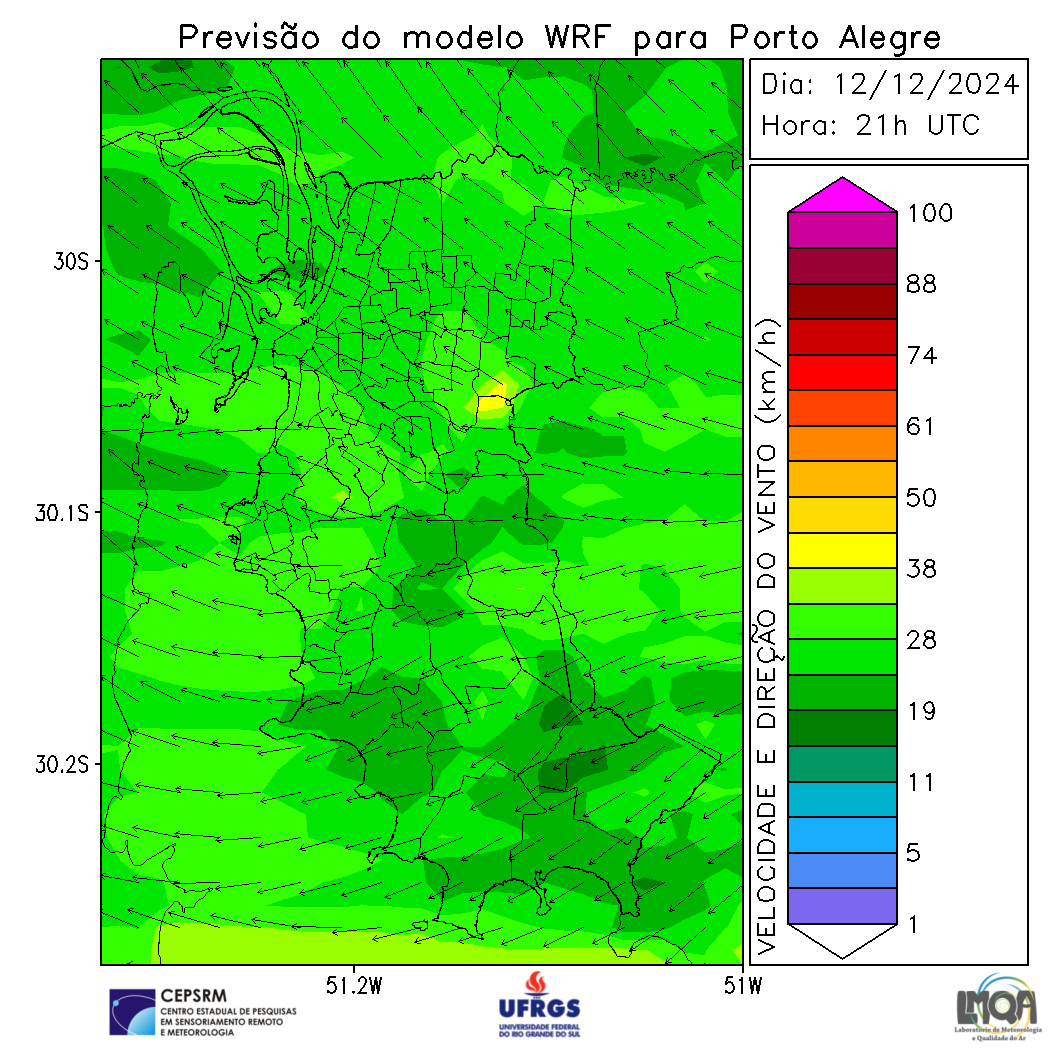 Previsão do modelo WRF para Porto Alegre
Dia: 12/12/2024
Hora: 21h UTC
30S
30.1S
30.2S
51.2W
51W
VELOCIDADE E DIREÇÃO DO VENTO (km/h)
100
88
74
61
50
38
28
19
11
5
1
CEPSRM
CENTRO ESTADUAL DE PESQUISAS
EM SENSORIAMENTO REMOTO
E METEOROLOGIA
UFRGS
UNIVERSIDADE FEDERAL
DO RIO GRANDE DO SUL
LMQA
Laboratório de Meteorologia
e Qualidade do Ar